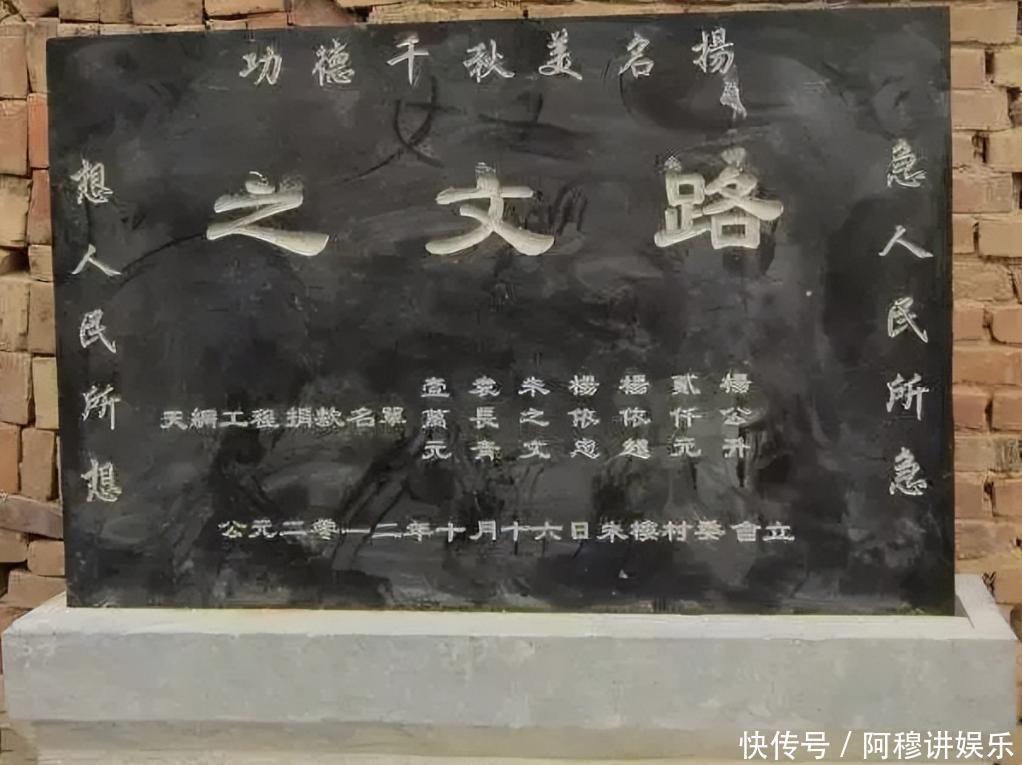 功德千秋美名揚
急人民所急
想人民所想
之文路
天網工程捐款名單
壹萬元
袁長青
朱之文
楊依忠
楊依
貳仟元
楊公升
公元二零一二年十月十六日朱樓村委會立
快传号 / 阿穆讲娱乐